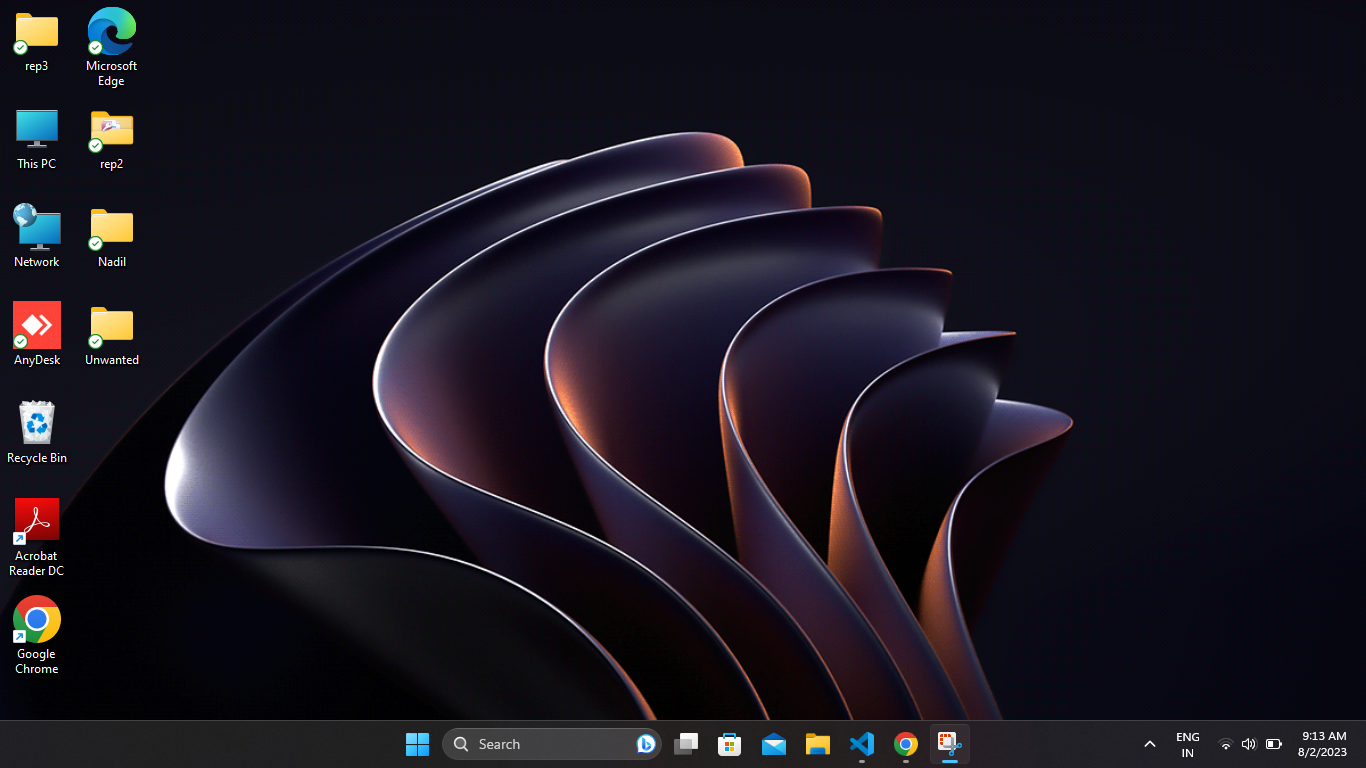 rep3
Microsoft
Edge
This PC
rep2
Network
Nadil
AnyDesk
Unwanted
Recycle Bin
Acrobat
Reader DC
Google
Chrome
Search
ENG
IN
9:13 AM
8/2/2023